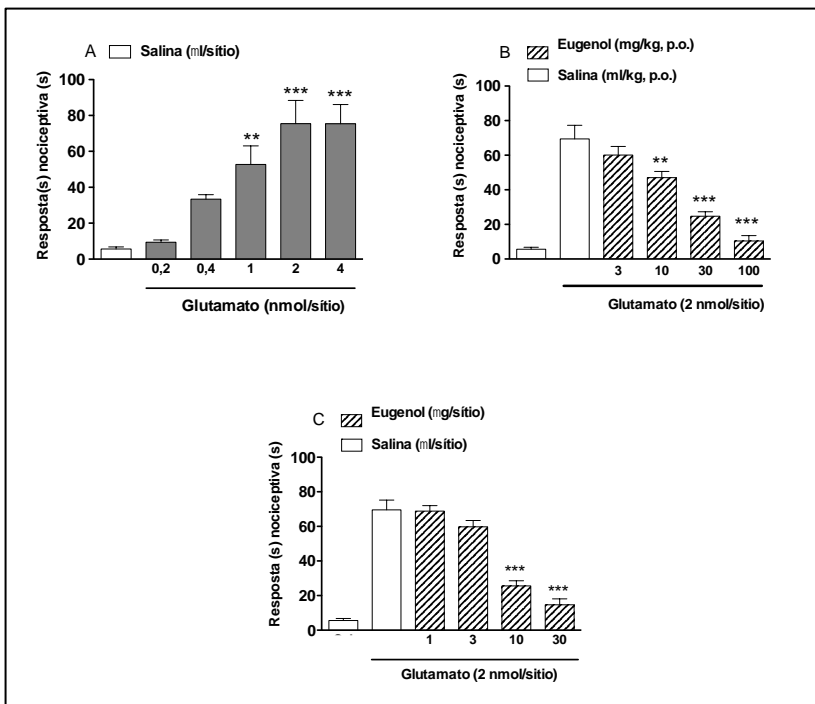 A Salina (ml/sítio)
Resposta(s) nociceptiva (s)
100
80
60
40
20
0
** *** ***
0,2 0,4 1 2 4
Glutamato (nmol/sítio)
B Eugenol (mg/kg, p.o.)
Salina (ml/kg, p.o.)
Resposta (s) nociceptiva (s)
100
80
60
40
20
0
** *** ***
3 10 30 100
Glutamato (2 nmol/sitio)
C Eugenol (mg/sítio)
Salina (ml/sítio)
Resposta (s) nociceptiva (s)
100
80
60
40
20
0
*** ***
1 3 10 30
Glutamato (2 nmol/sitio)